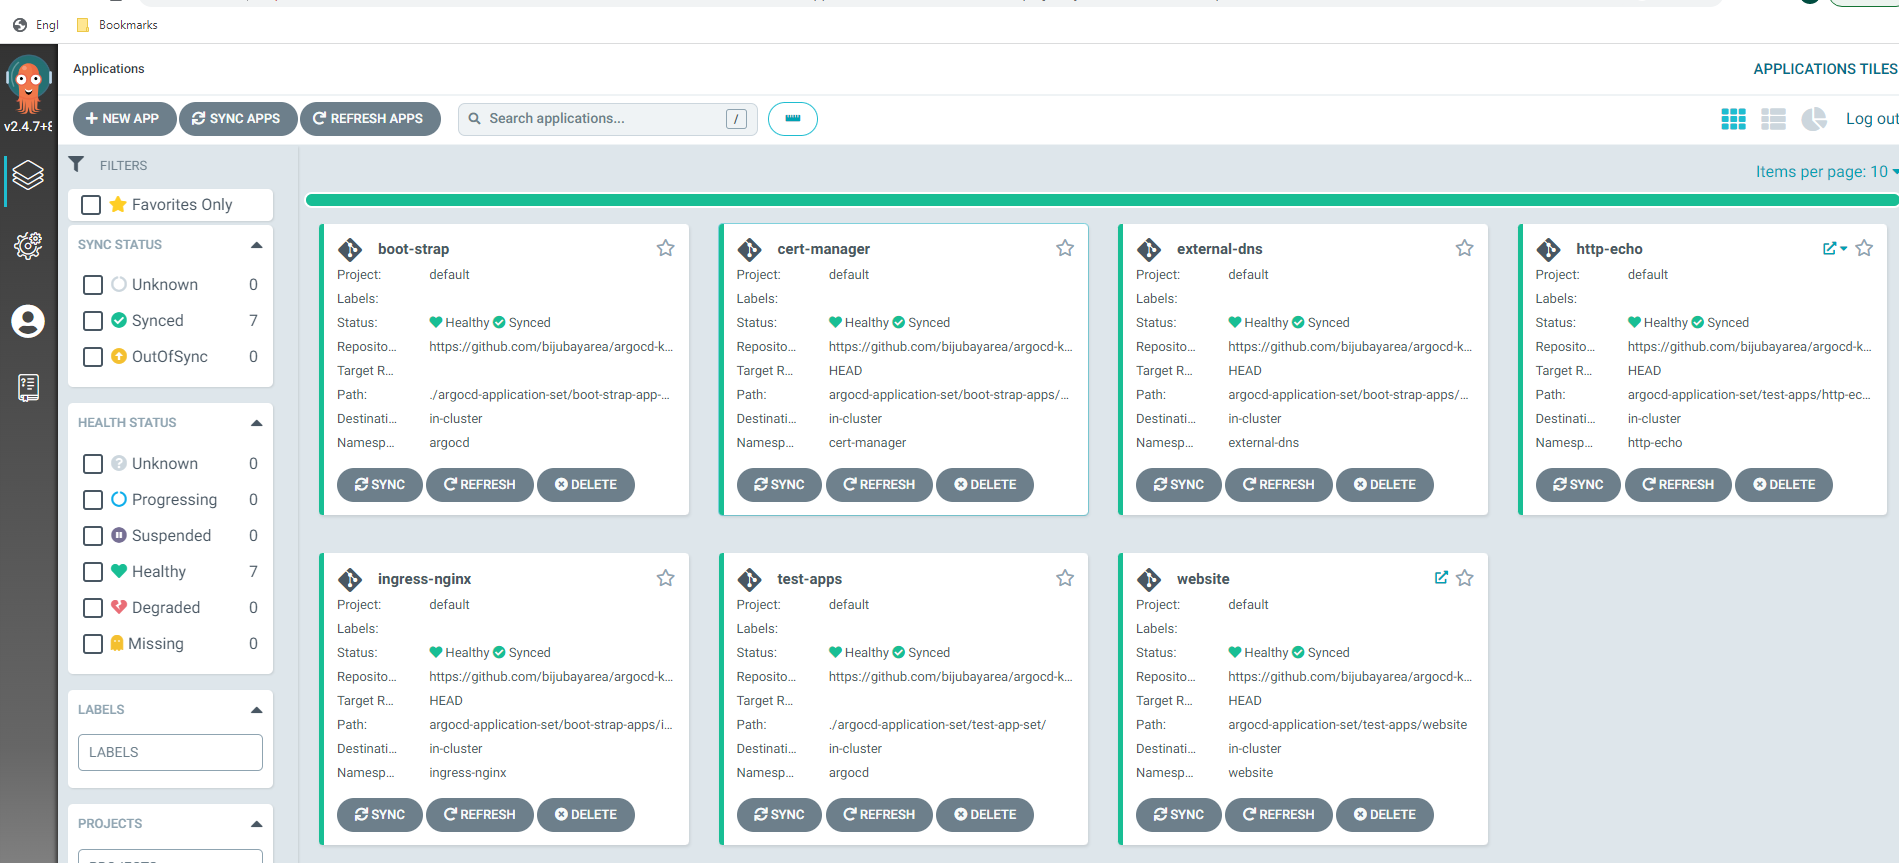 Engl
Bookmarks
Applications
APPLICATIONS TILES
v2.4.7+8
NEW APP
SYNC APPS
REFRESH APPS
Search applications...
/
Log out
FILTERS
Items per page: 10
Favorites Only
SYNC STATUS
Unknown 0
Synced 7
OutOfSync 0
HEALTH STATUS
Unknown 0
Progressing 0
Suspended 0
Healthy 7
Degraded 0
Missing 0
LABELS
LABELS
PROJECTS
boot-strap
Project: default
Labels:
Status: Healthy Synced
Reposito... https://github.com/bijubayarea/argocd-k...
Target R...
Path: ./argocd-application-set/boot-strap-app-...
Destinati... in-cluster
Namesp... argocd
SYNC REFRESH DELETE
cert-manager
Project: default
Labels:
Status: Healthy Synced
Reposito... https://github.com/bijubayarea/argocd-k...
Target R... HEAD
Path: argocd-application-set/boot-strap-apps/...
Destinati... in-cluster
Namesp... cert-manager
SYNC REFRESH DELETE
external-dns
Project: default
Labels:
Status: Healthy Synced
Reposito... https://github.com/bijubayarea/argocd-k...
Target R... HEAD
Path: argocd-application-set/boot-strap-apps/...
Destinati... in-cluster
Namesp... external-dns
SYNC REFRESH DELETE
http-echo
Project: default
Labels:
Status: Healthy Synced
Reposito... https://github.com/bijubayarea/argocd-k...
Target R... HEAD
Path: argocd-application-set/test-apps/http-ec...
Destinati... in-cluster
Namesp... http-echo
SYNC REFRESH DELETE
ingress-nginx
Project: default
Labels:
Status: Healthy Synced
Reposito... https://github.com/bijubayarea/argocd-k...
Target R... HEAD
Path: argocd-application-set/boot-strap-apps/i...
Destinati... in-cluster
Namesp... ingress-nginx
SYNC REFRESH DELETE
test-apps
Project: default
Labels:
Status: Healthy Synced
Reposito... https://github.com/bijubayarea/argocd-k...
Target R...
Path: ./argocd-application-set/test-app-set/
Destinati... in-cluster
Namesp... argocd
SYNC REFRESH DELETE
website
Project: default
Labels:
Status: Healthy Synced
Reposito... https://github.com/bijubayarea/argocd-k...
Target R... HEAD
Path: argocd-application-set/test-apps/website
Destinati... in-cluster
Namesp... website
SYNC REFRESH DELETE